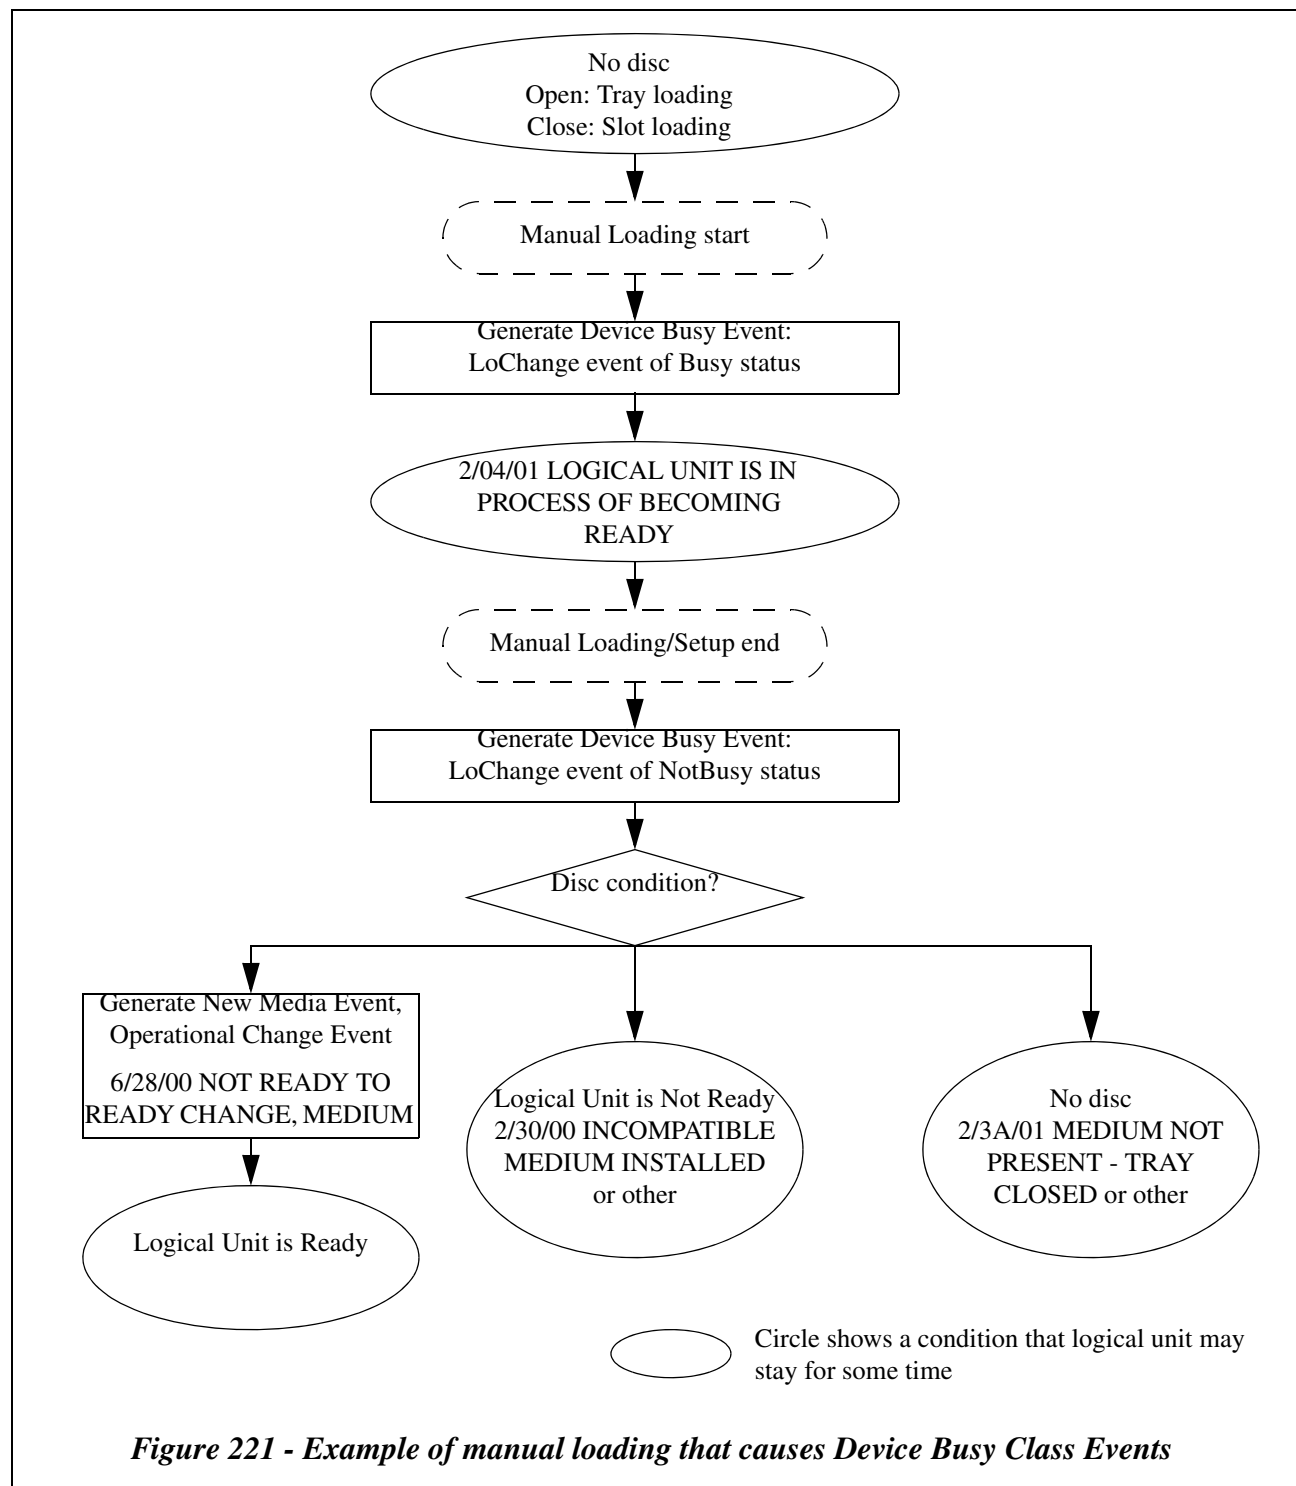 No disc
Open: Tray loading
Close: Slot loading
Manual Loading start
Generate Device Busy Event:
LoChange event of Busy status
2/04/01 LOGICAL UNIT IS IN
PROCESS OF BECOMING
READY
Manual Loading/Setup end
Generate Device Busy Event:
LoChange event of NotBusy status
Disc condition?
Generate New Media Event,
Operational Change Event
6/28/00 NOT READY TO
READY CHANGE, MEDIUM
Logical Unit is Ready
Logical Unit is Not Ready
2/30/00 INCOMPATIBLE
MEDIUM INSTALLED
or other
No disc
2/3A/01 MEDIUM NOT
PRESENT - TRAY
CLOSED or other
Circle shows a condition that logical unit may
stay for some time
Figure 221 - Example of manual loading that causes Device Busy Class Events